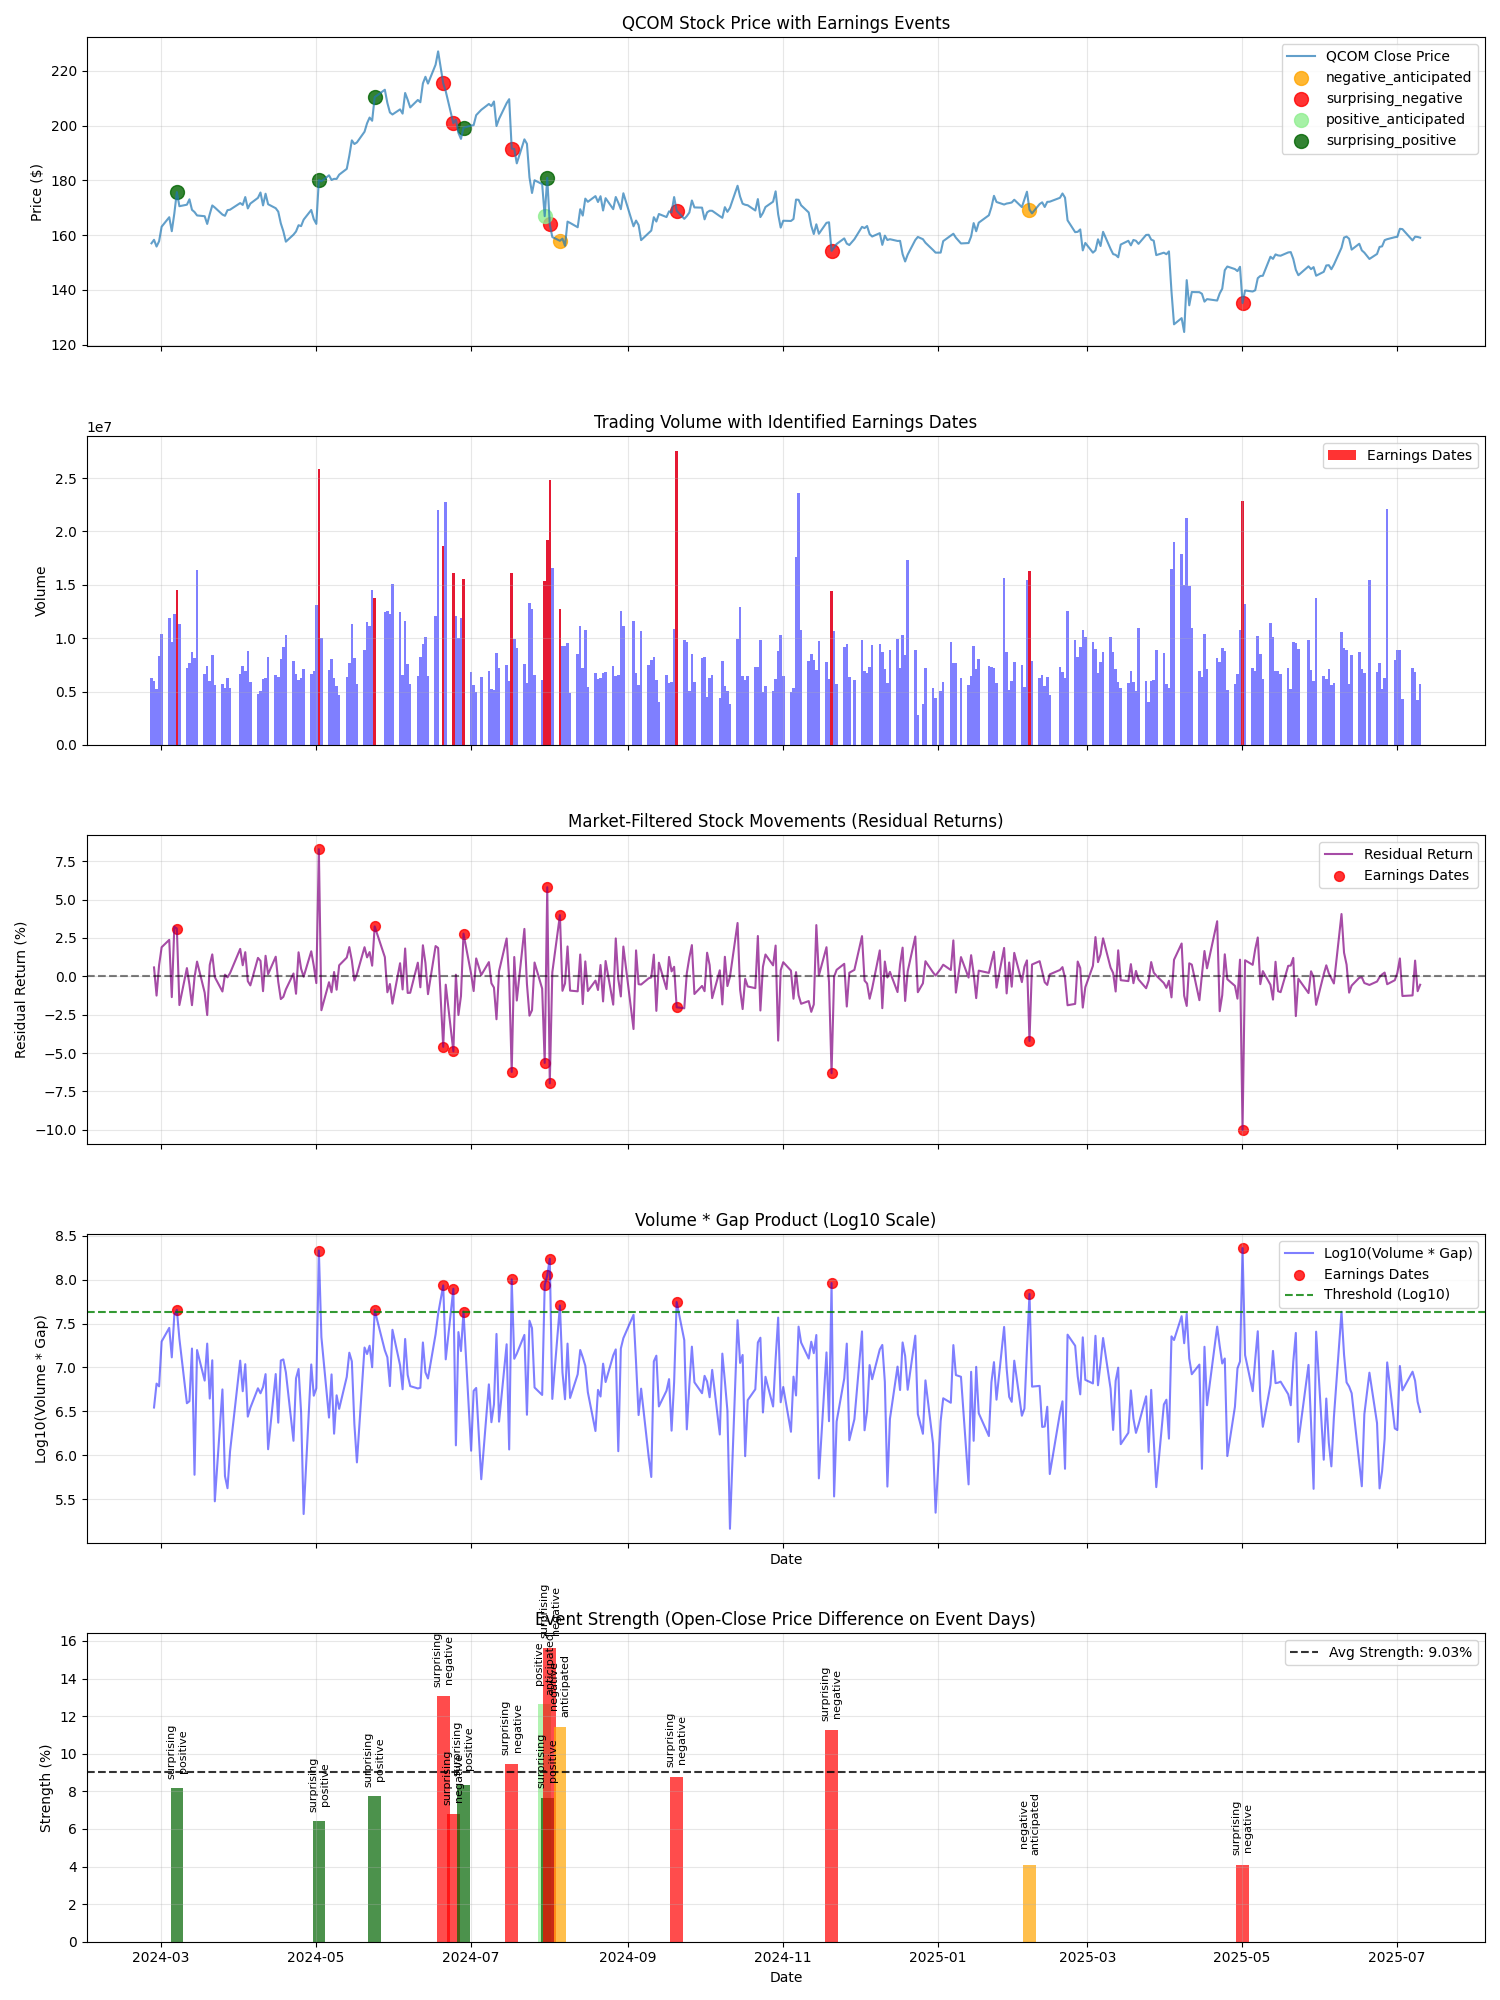 QCOM Stock Price with Earnings Events
Price ($)
220
200
180
160
140
120
QCOM Close Price
negative_anticipated
surprising_negative
positive_anticipated
surprising_positive
Trading Volume with Identified Earnings Dates
1e7
Volume
2.5
2.0
1.5
1.0
0.5
0.0
Earnings Dates
Market-Filtered Stock Movements (Residual Returns)
Residual Return (%)
7.5
5.0
2.5
0.0
−2.5
−5.0
−7.5
−10.0
Residual Return
Earnings Dates
Volume * Gap Product (Log10 Scale)
Log10(Volume * Gap)
8.5
8.0
7.5
7.0
6.5
6.0
5.5
Log10(Volume * Gap)
Earnings Dates
Threshold (Log10)
Date
Event Strength (Open-Close Price Difference on Event Days)
Strength (%)
16
14
12
10
8
6
4
2
0
Avg Strength: 9.03%
surprising
positive
surprising
positive
surprising
positive
surprising
negative
surprising
negative
surprising
positive
surprising
negative
positive
anticipated
surprising
positive
surprising
negative
negative
anticipated
surprising
negative
surprising
negative
negative
anticipated
surprising
negative
2024-03
2024-05
2024-07
2024-09
2024-11
2025-01
2025-03
2025-05
2025-07
Date